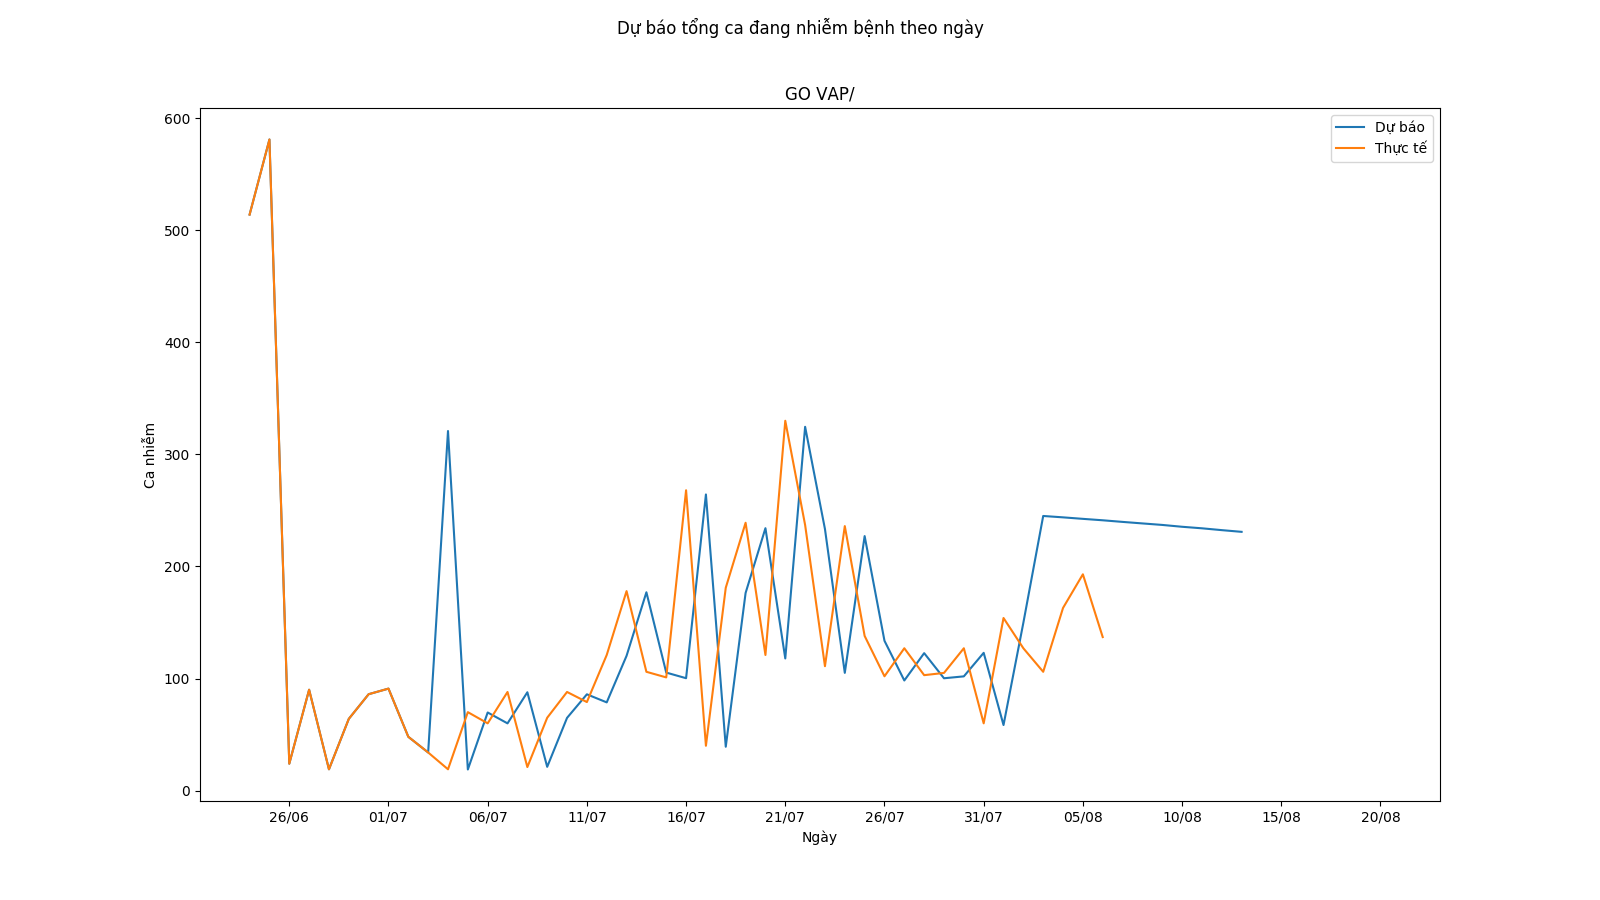 Dự báo tổng ca đang nhiễm bệnh theo ngày
GO VAP/
Dự báo
Thực tế
600
500
400
300
200
100
0
Ca nhiễm
26/06 01/07 06/07 11/07 16/07 21/07 26/07 31/07 05/08 10/08 15/08 20/08
Ngày